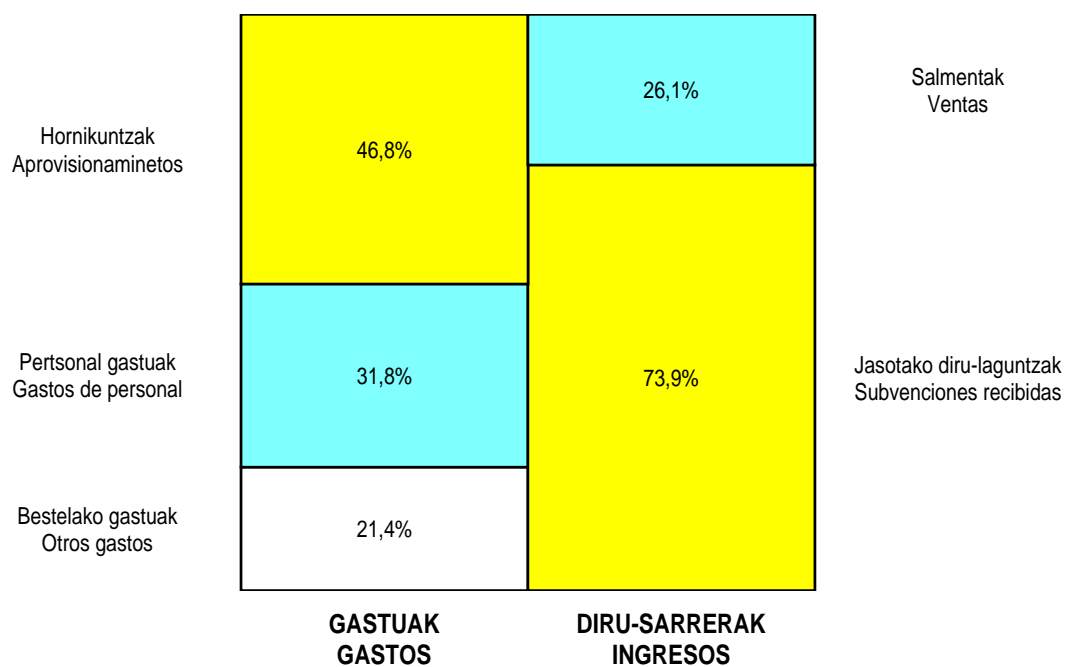 Hornikuntzak
Aprovisionaminetos
46,8%
26,1%
Salmentak
Ventas
Pertsonal gastuak
Gastos de personal
31,8%
73,9%
Jasotako diru-laguntzak
Subvenciones recibidas
Bestelako gastuak
Otros gastos
21,4%
GASTUAK
GASTOS
DIRU-SARRERAK
INGRESOS